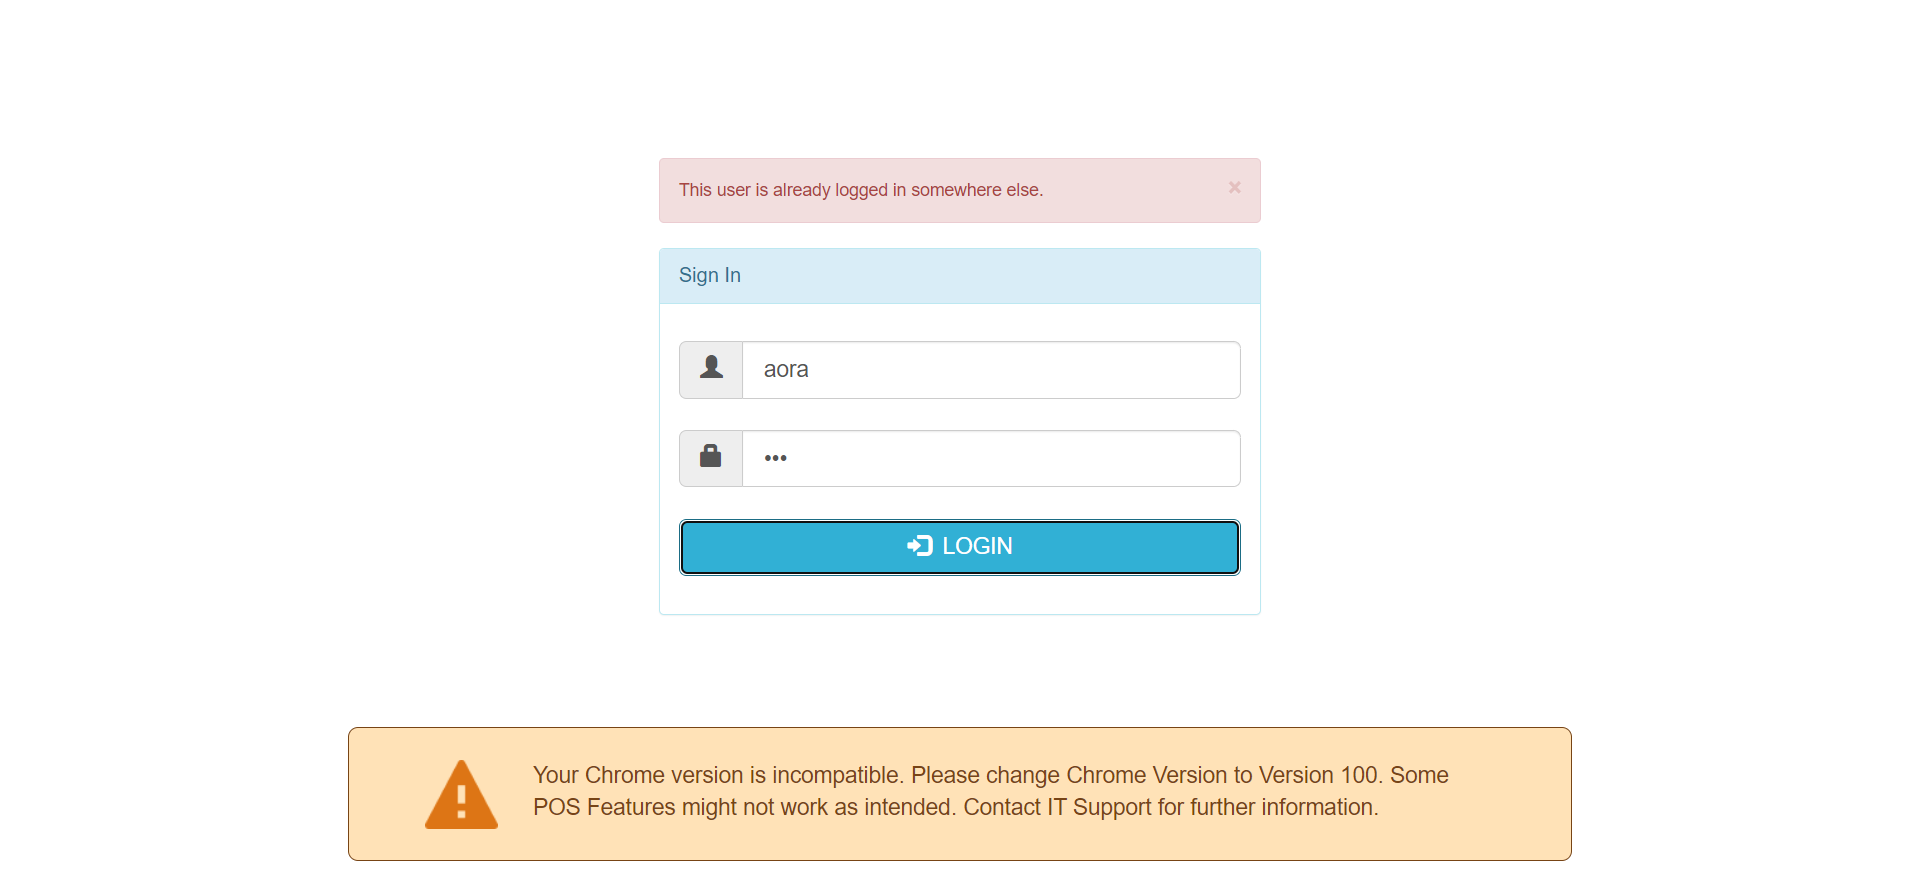 This user is already logged in somewhere else.
×
Sign In
aora
•••
LOGIN
Your Chrome version is incompatible. Please change Chrome Version to Version 100. Some
POS Features might not work as intended. Contact IT Support for further information.